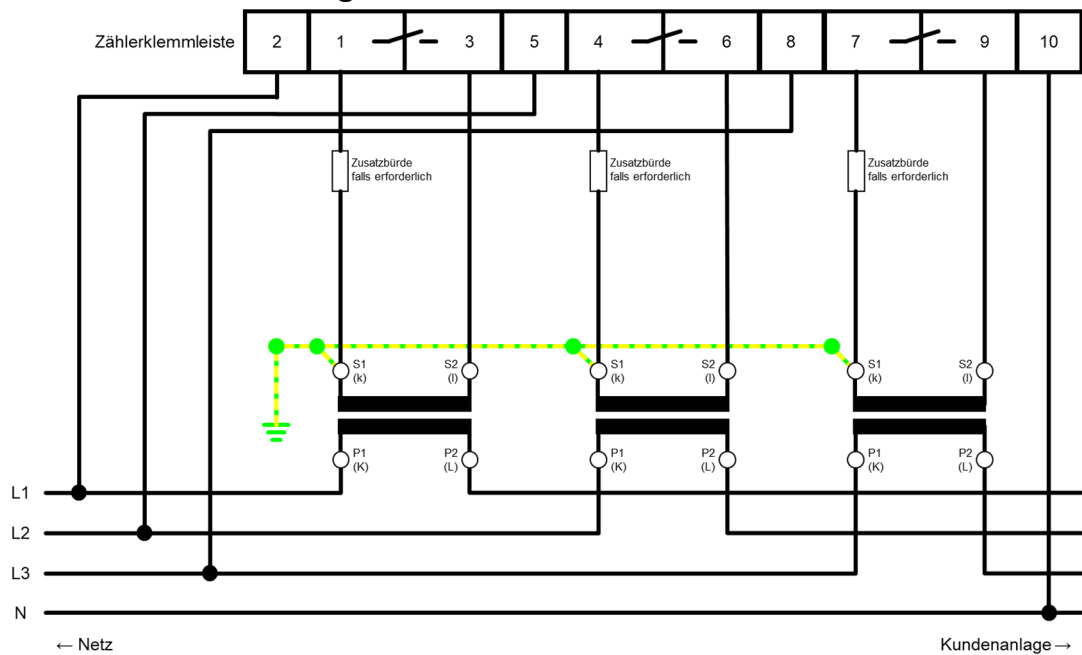 Zählerklemmleiste 2 1 3 5 4 6 8 7 9 10
Zusatzbürde
falls erforderlich
Zusatzbürde
falls erforderlich
Zusatzbürde
falls erforderlich
S1
(k)
S2
(l)
S1
(k)
S2
(l)
S1
(k)
S2
(l)
P1
(K)
P2
(L)
P1
(K)
P2
(L)
P1
(K)
P2
(L)
L1
L2
L3
N
← Netz
Kundenanlage →